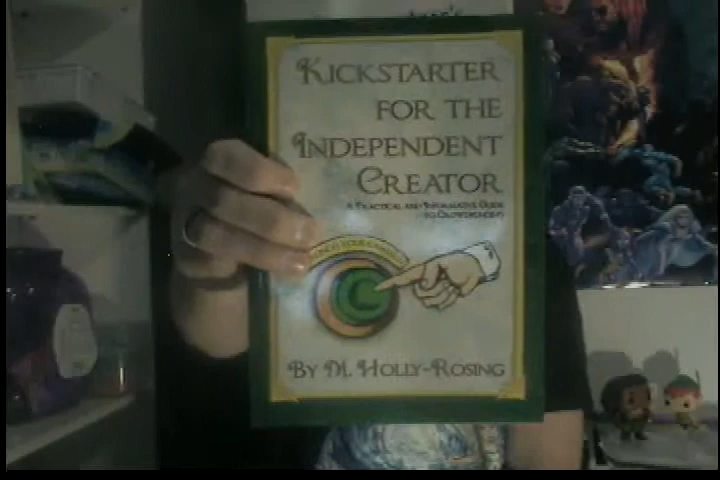 KICKSTARTER
FOR THE
INDEPENDENT
CREATOR
A PRACTICAL AND INFORMATIVE GUIDE
TO CROWDFUNDING
C
BY M. HOLLY-ROSING